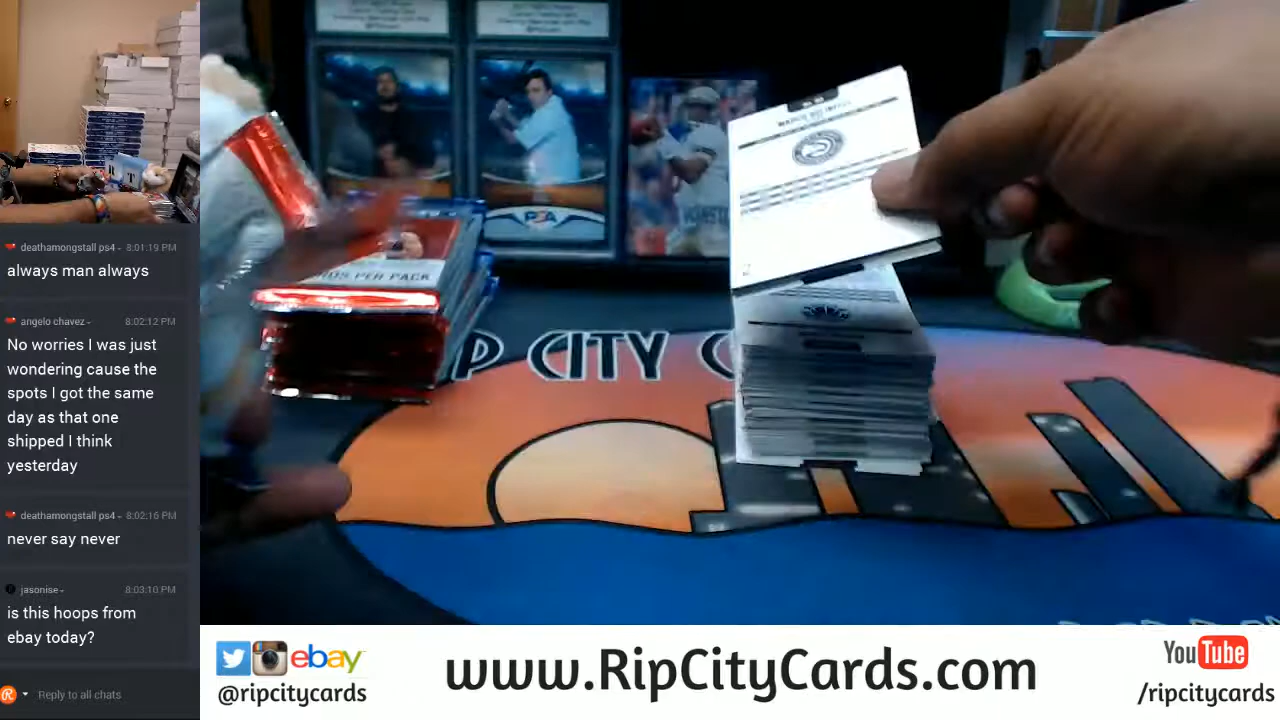 deathamongstall ps4 - 8:01:19 PM
always man always
angelo chavez - 8:02:12 PM
No worries I was just
wondering cause the
spots I got the same
day as that one
shipped I think
yesterday
deathamongstall ps4 - 8:02:16 PM
never say never
jasonise - 8:03:10 PM
is this hoops from
ebay today?
Reply to all chats
PSA
PER PACK
P CITY C
ebay
@ripcitycards
www.RipCityCards.com
YouTube
/ripcitycards